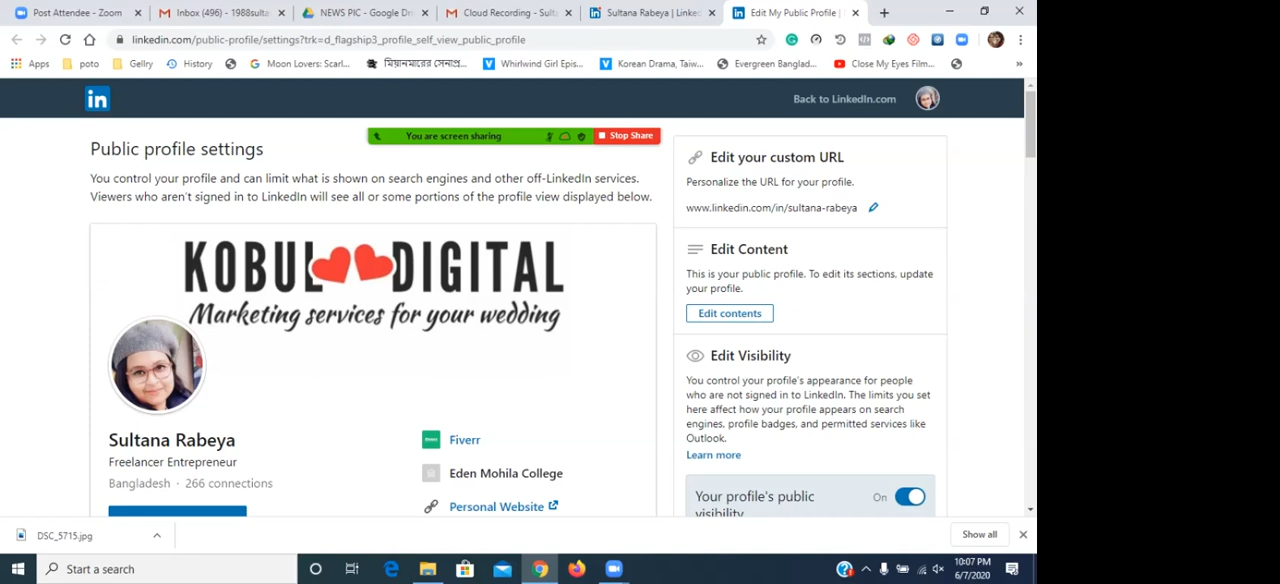 Post Attendee - Zoom
Inbox (496) - 1988sulta
NEWS PIC - Google Dri
Cloud Recording - Sulta
Sultana Rabeya | Linked
Edit My Public Profile |
linkedin.com/public-profile/settings?trk=d_flagship3_profile_self_view_public_profile
Apps
poto
Gellry
History
Moon Lovers: Scarl...
মিয়ানমারের সেনাপ্র...
Whirlwind Girl Epis...
Korean Drama, Taiw...
Evergreen Banglad...
Close My Eyes Film...
»
in
Back to LinkedIn.com
You are screen sharing
Stop Share
Public profile settings
You control your profile and can limit what is shown on search engines and other off-LinkedIn services.
Viewers who aren't signed in to LinkedIn will see all or some portions of the profile view displayed below.
KOBUL DIGITAL
Marketing services for your wedding
Sultana Rabeya
Freelancer Entrepreneur
Bangladesh · 266 connections
Fiverr
Eden Mohila College
Personal Website
Edit your custom URL
Personalize the URL for your profile.
www.linkedin.com/in/sultana-rabeya
Edit Content
This is your public profile. To edit its sections, update
your profile.
Edit contents
Edit Visibility
You control your profile's appearance for people
who are not signed in to LinkedIn. The limits you set
here affect how your profile appears on search
engines, profile badges, and permitted services like
Outlook.
Learn more
Your profile's public
visibility
On
DSC_5715.jpg
Show all
Start a search
10:07 PM
6/7/2020